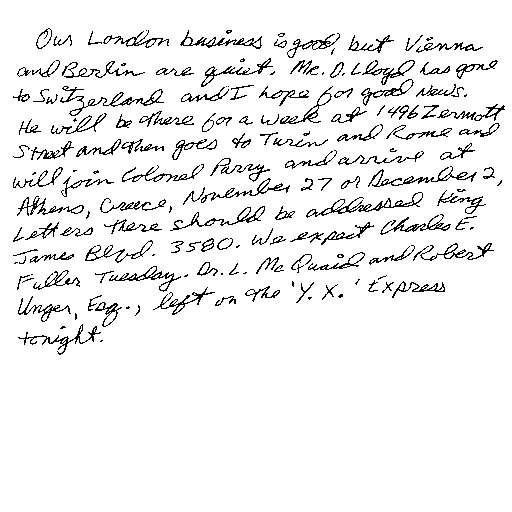 Our London business is good, but Vienna
and Berlin are quiet. Mr. D. Lloyd has gone
to Switzerland and I hope for good news.
He will be there for a week at 1496 Zermott
Street and then goes to Turin and Rome and
will join Colonel Parry and arrive at
Athens, Greece, November 27 or December 2,
Letters there should be addressed King
James Blvd. 3580. We expect Charles E.
Fuller Tuesday. Dr. L. Mc Quaid and Robert
Unger, Esq., left on the 'Y. X.' Express
tonight.